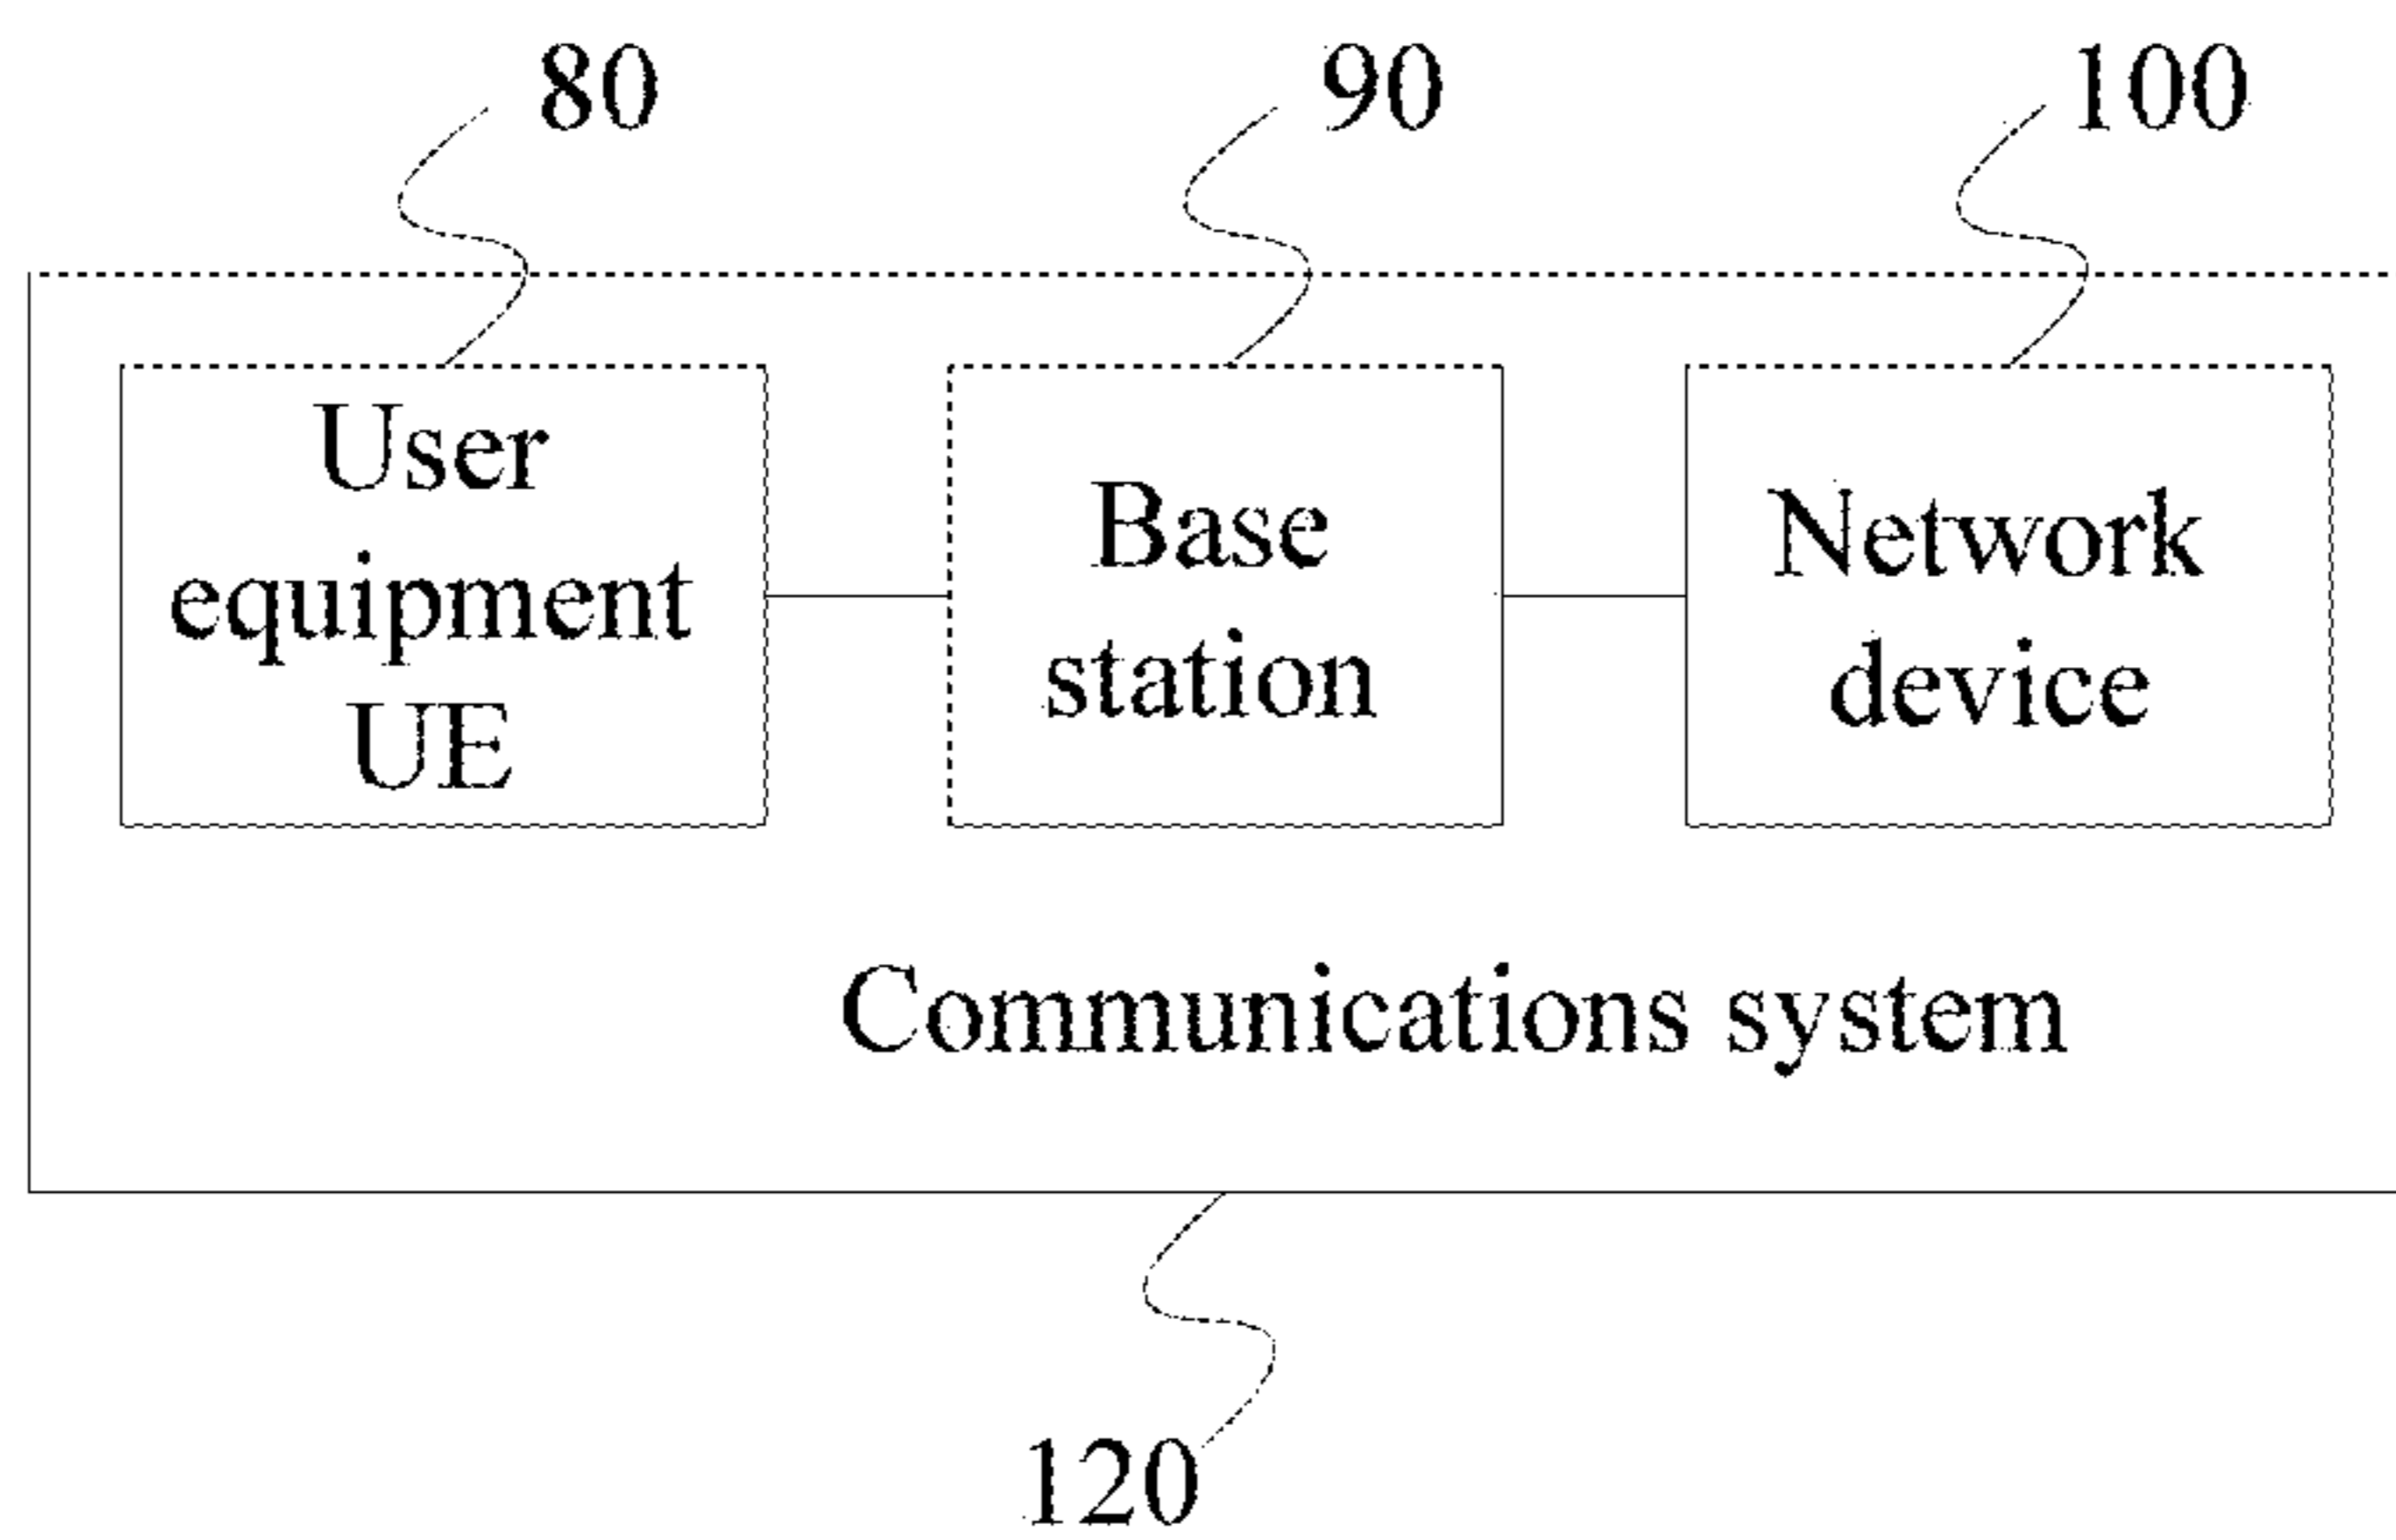 80
90
100
User
equipment
UE
Base
station
Network
device
Communications system
120